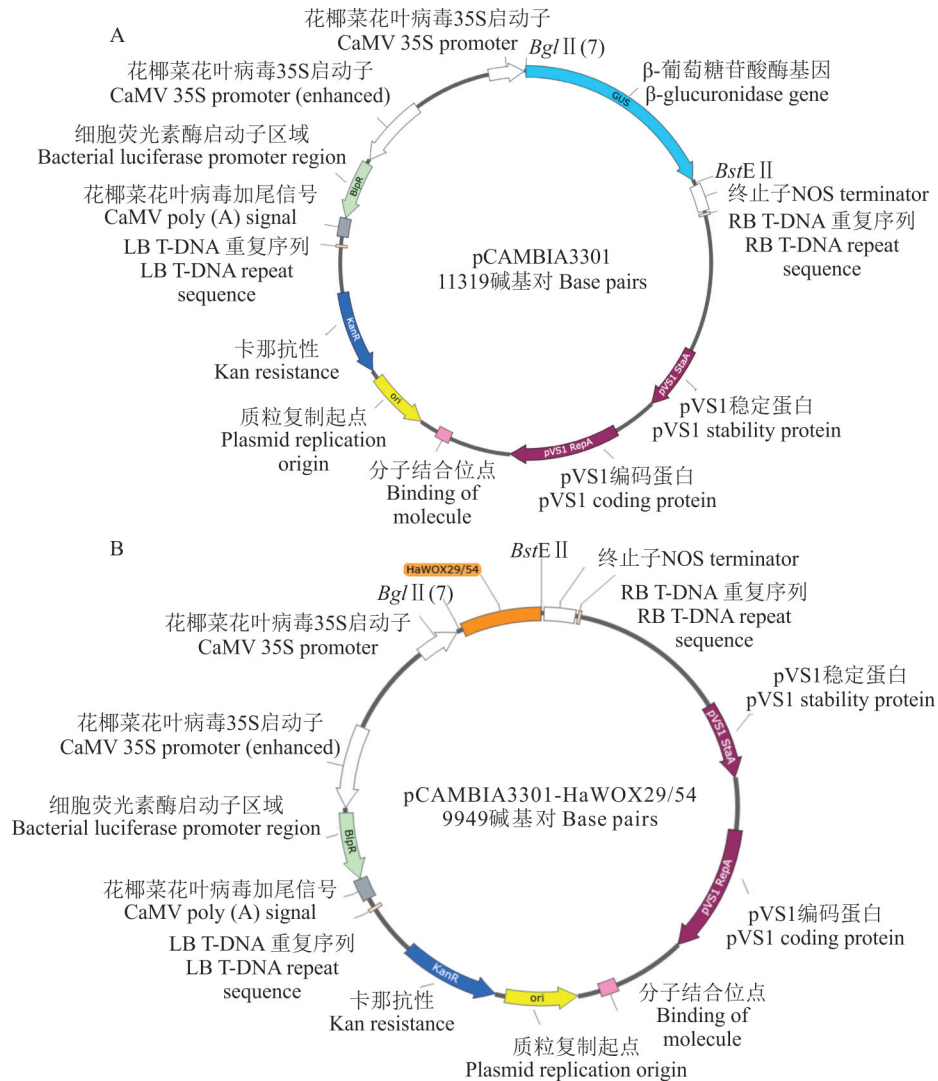 A
花椰菜花叶病毒35S启动子
CaMV 35S promoter
Bgl Ⅱ (7)
花椰菜花叶病毒35S启动子
CaMV 35S promoter (enhanced)
β-葡萄糖苷酸酶基因
β-glucuronidase gene
GUS
细胞荧光素酶启动子区域
Bacterial luciferase promoter region
BlpR
BstE Ⅱ
终止子NOS terminator
花椰菜花叶病毒加尾信号
CaMV poly (A) signal
RB T-DNA 重复序列
RB T-DNA repeat
sequence
LB T-DNA 重复序列
LB T-DNA repeat
sequence
pCAMBIA3301
11319碱基对 Base pairs
KanR
卡那抗性
Kan resistance
pVS1 StaA
pVS1稳定蛋白
pVS1 stability protein
ori
质粒复制起点
Plasmid replication
origin
pVS1 RepA
分子结合位点
Binding of
molecule
pVS1编码蛋白
pVS1 coding protein
B
BstE Ⅱ
终止子NOS terminator
HaWOX29/54
Bgl Ⅱ (7)
RB T-DNA 重复序列
RB T-DNA repeat
sequence
花椰菜花叶病毒35S启动子
CaMV 35S promoter
pVS1稳定蛋白
pVS1 stability protein
pVS1 StaA
花椰菜花叶病毒35S启动子
CaMV 35S promoter (enhanced)
pCAMBIA3301-HaWOX29/54
9949碱基对 Base pairs
细胞荧光素酶启动子区域
Bacterial luciferase promoter region
BlpR
pVS1 RepA
花椰菜花叶病毒加尾信号
CaMV poly (A) signal
pVS1编码蛋白
pVS1 coding protein
LB T-DNA 重复序列
LB T-DNA repeat
sequence
KanR
ori
卡那抗性
Kan resistance
分子结合位点
Binding of
molecule
质粒复制起点
Plasmid replication origin